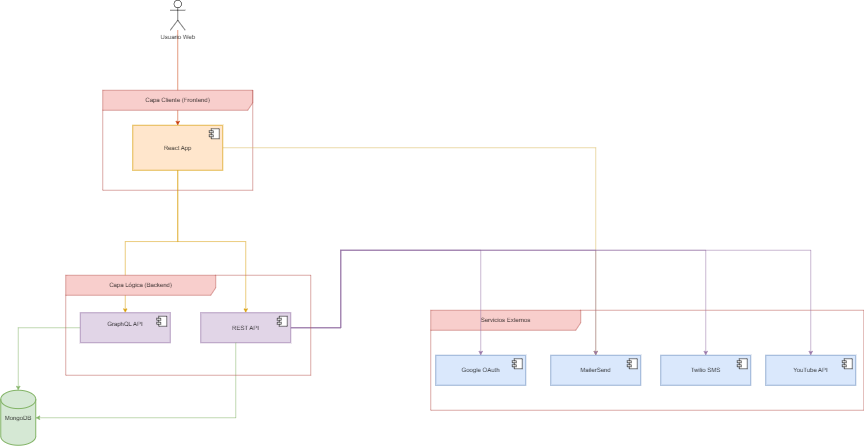 Usuario Web
Capa Cliente (Frontend)
React App
Capa Lógica (Backend)
GraphQL API
REST API
Servicios Externos
Google OAuth
MailerSend
Twilio SMS
YouTube API
MongoDB